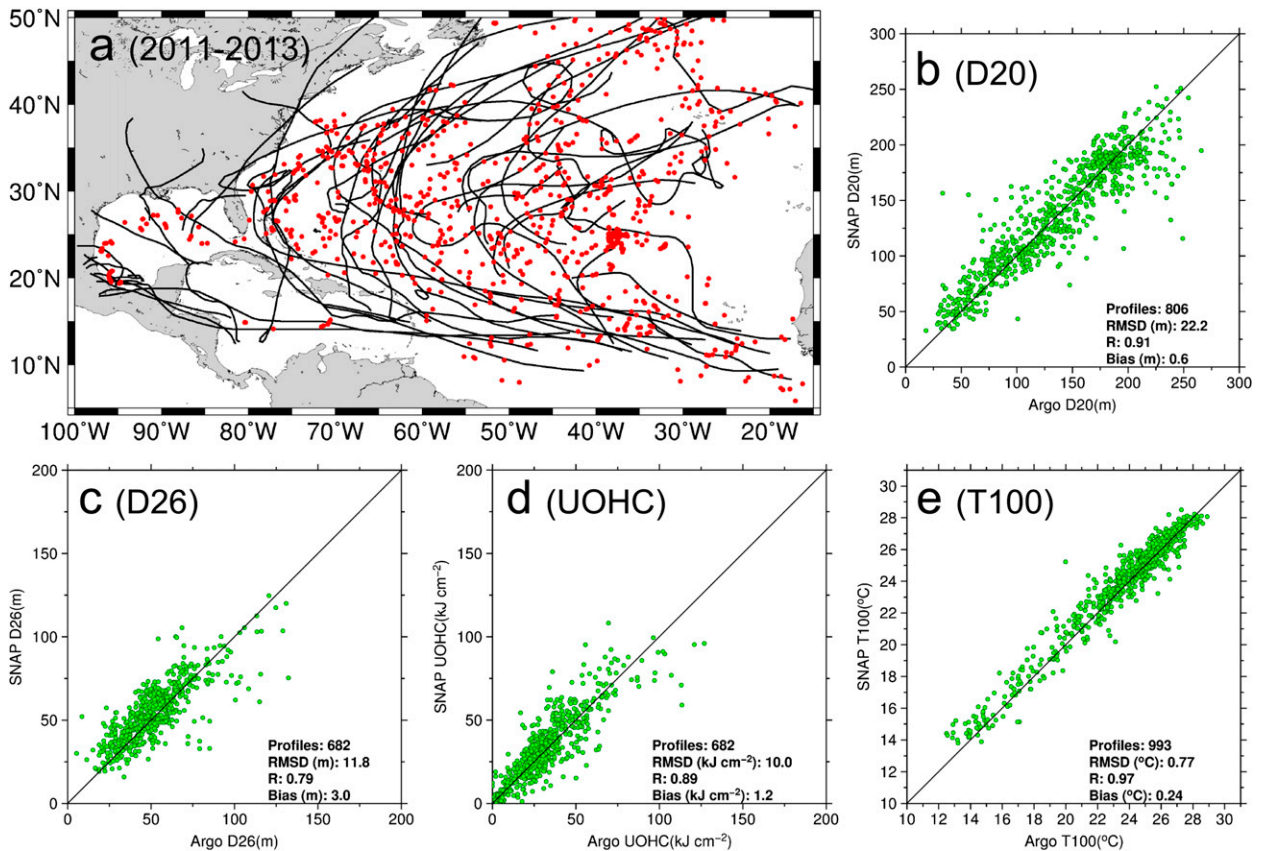 a (2011-2013)
50°N
40°N
30°N
20°N
10°N
100°W 90°W 80°W 70°W 60°W 50°W 40°W 30°W 20°W
b (D20)
SNAP D20(m)
300
250
200
150
100
50
0
Profiles: 806
RMSD (m): 22.2
R: 0.91
Bias (m): 0.6
0 50 100 150 200 250 300
Argo D20(m)
c (D26)
SNAP D26(m)
200
150
100
50
0
Profiles: 682
RMSD (m): 11.8
R: 0.79
Bias (m): 3.0
0 50 100 150 200
Argo D26(m)
d (UOHC)
SNAP UOHC(kJ cm⁻²)
200
150
100
50
0
Profiles: 682
RMSD (kJ cm⁻²): 10.0
R: 0.89
Bias (kJ cm⁻²): 1.2
0 50 100 150 200
Argo UOHC(kJ cm⁻²)
e (T100)
SNAP T100(ºC)
30
28
26
24
22
20
18
16
14
12
10
Profiles: 993
RMSD (ºC): 0.77
R: 0.97
Bias (ºC): 0.24
10 12 14 16 18 20 22 24 26 28 30
Argo T100(ºC)